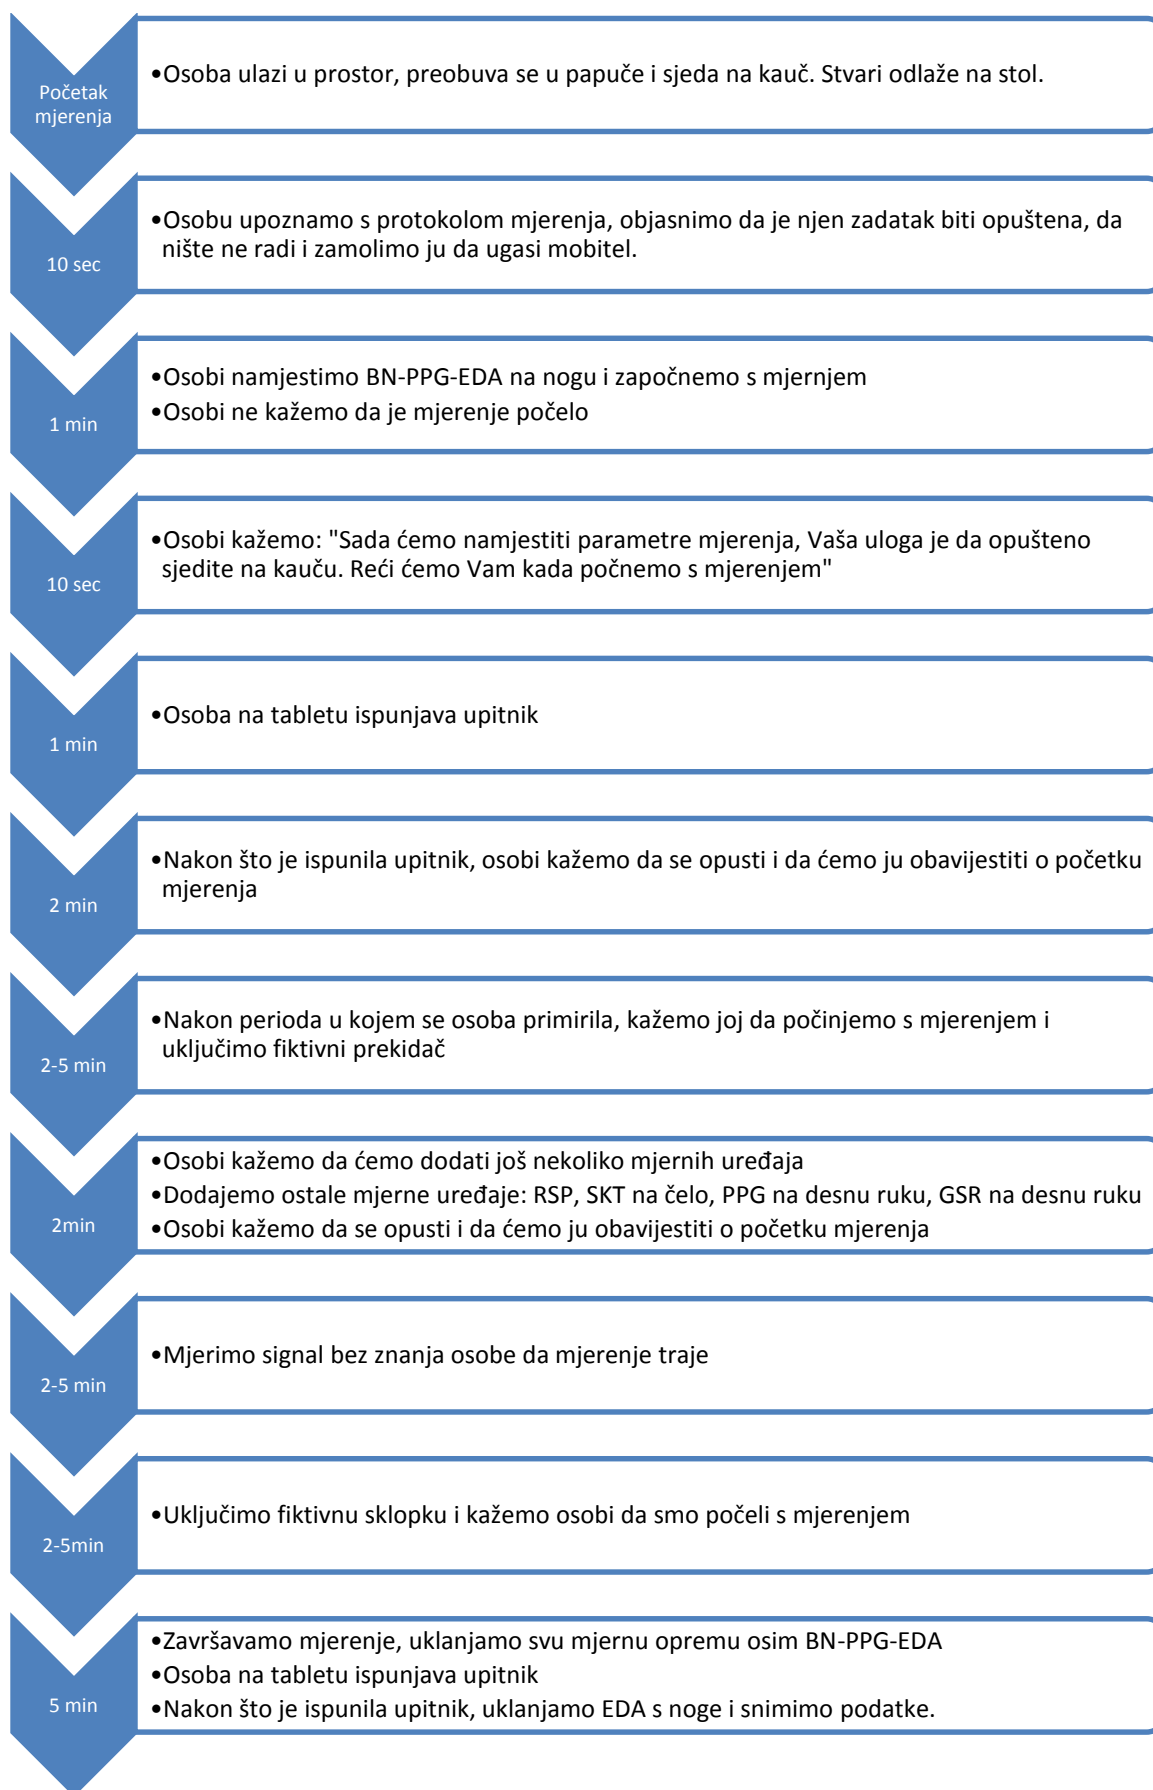 Početak
mjerenja
•Osoba ulazi u prostor, preobuva se u papuče i sjeda na kauč. Stvari odlaže na stol.
10 sec
•Osobu upoznamo s protokolom mjerenja, objasnimo da je njen zadatak biti opuštena, da
nište ne radi i zamolimo ju da ugasi mobitel.
1 min
•Osobi namjestimo BN-PPG-EDA na nogu i započnemo s mjernjem
•Osobi ne kažemo da je mjerenje počelo
10 sec
•Osobi kažemo: "Sada ćemo namjestiti parametre mjerenja, Vaša uloga je da opušteno
sjedite na kauču. Reći ćemo Vam kada počnemo s mjerenjem"
1 min
•Osoba na tabletu ispunjava upitnik
2 min
•Nakon što je ispunila upitnik, osobi kažemo da se opusti i da ćemo ju obavijestiti o početku
mjerenja
2-5 min
•Nakon perioda u kojem se osoba primirila, kažemo joj da počinjemo s mjerenjem i
uključimo fiktivni prekidač
2min
•Osobi kažemo da ćemo dodati još nekoliko mjernih uređaja
•Dodajemo ostale mjerne uređaje: RSP, SKT na čelo, PPG na desnu ruku, GSR na desnu ruku
•Osobi kažemo da se opusti i da ćemo ju obavijestiti o početku mjerenja
2-5 min
•Mjerimo signal bez znanja osobe da mjerenje traje
2-5min
•Uključimo fiktivnu sklopku i kažemo osobi da smo počeli s mjerenjem
5 min
•Završavamo mjerenje, uklanjamo svu mjernu opremu osim BN-PPG-EDA
•Osoba na tabletu ispunjava upitnik
•Nakon što je ispunila upitnik, uklanjamo EDA s noge i snimimo podatke.